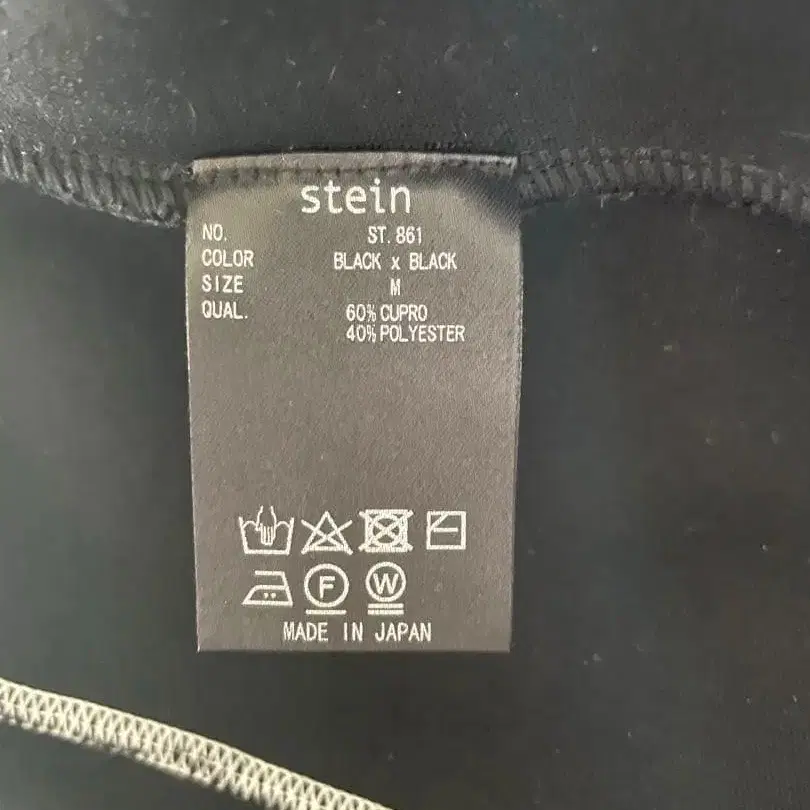 stein
NO. ST. 861
COLOR BLACK x BLACK
SIZE M
QUAL. 60% CUPRO
40% POLYESTER
F W
MADE IN JAPAN